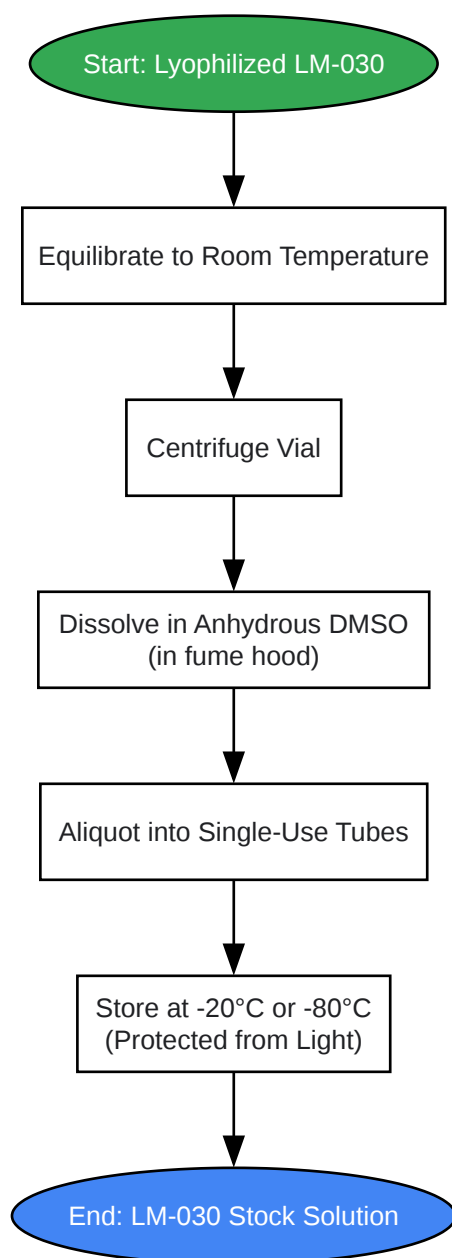 Start: Lyophilized LM-030
Equilibrate to Room Temperature
Centrifuge Vial
Dissolve in Anhydrous DMSO
(in fume hood)
Aliquot into Single-Use Tubes
Store at -20°C or -80°C
(Protected from Light)
End: LM-030 Stock Solution